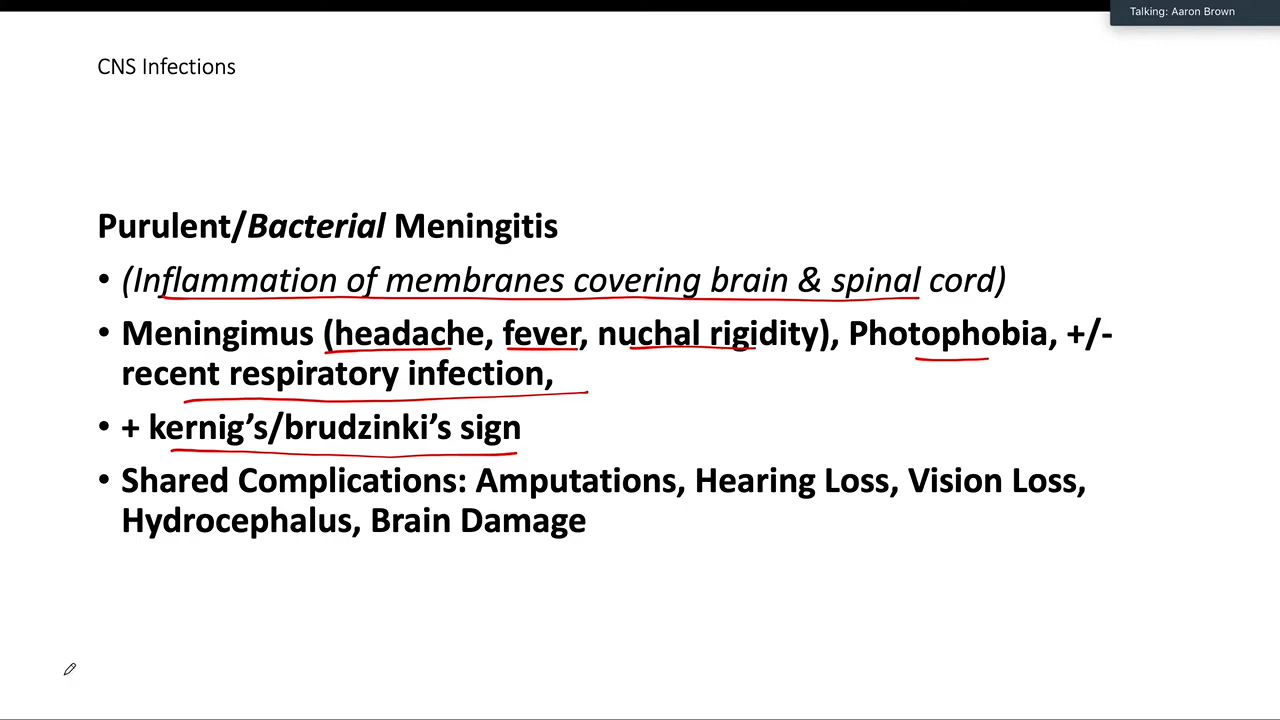 Talking: Aaron Brown
CNS Infections
Purulent/Bacterial Meningitis
• (Inflammation of membranes covering brain & spinal cord)
• Meningimus (headache, fever, nuchal rigidity), Photophobia, +/-
recent respiratory infection,
• + kernig’s/brudzinki’s sign
• Shared Complications: Amputations, Hearing Loss, Vision Loss,
Hydrocephalus, Brain Damage